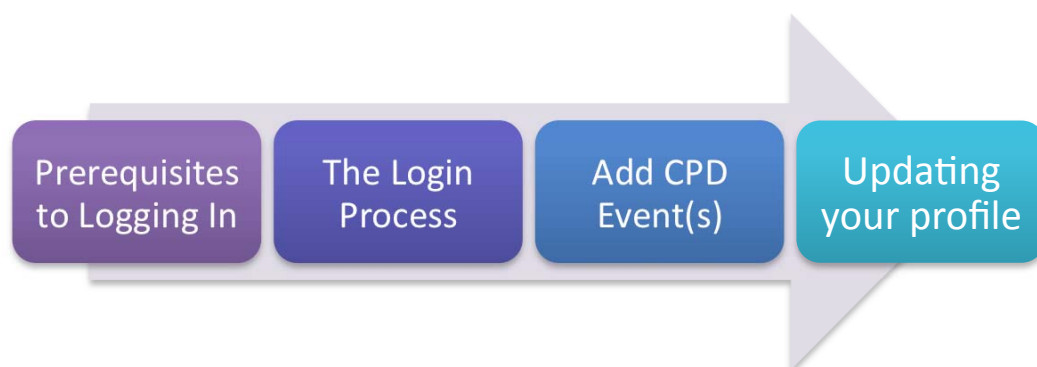 Prerequisites
to Logging In
The Login
Process
Add CPD
Event(s)
Updating
your profile